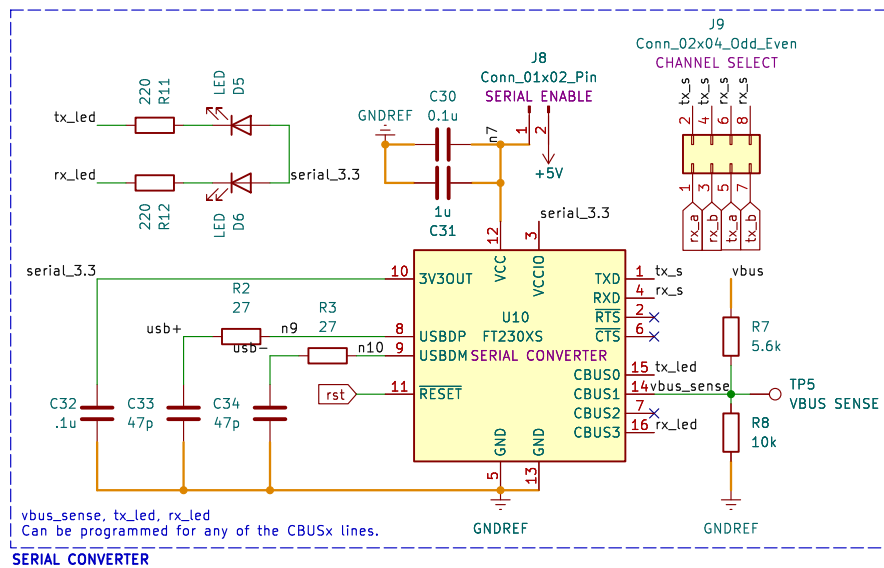 J9
Conn_02x04_Odd_Even
CHANNEL SELECT
tx_s
tx_s
rx_s
rx_s
2
4
6
8
1
3
5
7
rx_a
rx_b
tx_a
tx_b
J8
Conn_01x02_Pin
SERIAL ENABLE
1
2
n7
+5V
C30
0.1u
GNDREF
1u
C31
220
R11
LED
D5
tx_led
rx_led
serial_3.3
220
R12
LED
D6
serial_3.3
12
3
VCC
VCCIO
serial_3.3
10
3V3OUT
TXD
1
tx_s
RXD
4
rx_s
RTS
2
CTS
6
U10
FT230XS
SERIAL CONVERTER
R2
27
R3
27
usb+
n9
8
USBDP
usb-
n10
9
USBDM
CBUS0
15
tx_led
CBUS1
14
vbus_sense
CBUS2
7
CBUS3
16
rx_led
rst
11
RESET
vbus
R7
5.6k
TP5
VBUS SENSE
R8
10k
GNDREF
C32
.1u
C33
47p
C34
47p
GND
GND
5
13
GNDREF
vbus_sense, tx_led, rx_led
Can be programmed for any of the CBUSx lines.
SERIAL CONVERTER